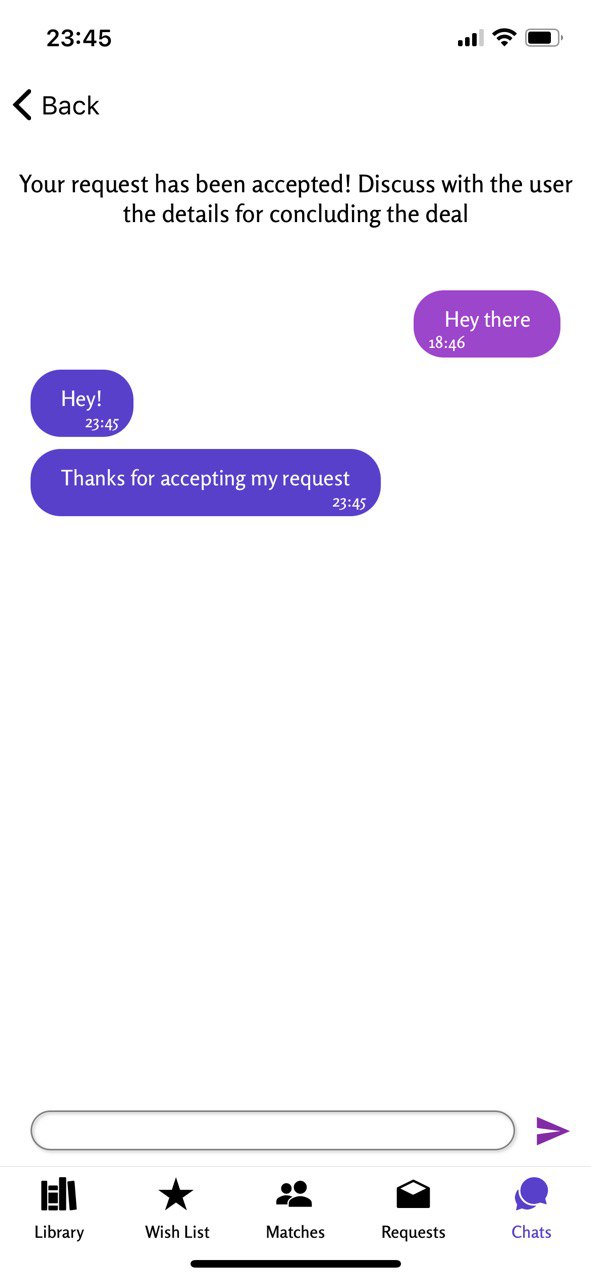 23:45
Back
Your request has been accepted! Discuss with the user
the details for concluding the deal
Hey there
18:46
Hey!
23:45
Thanks for accepting my request
23:45
Library
Wish List
Matches
Requests
Chats